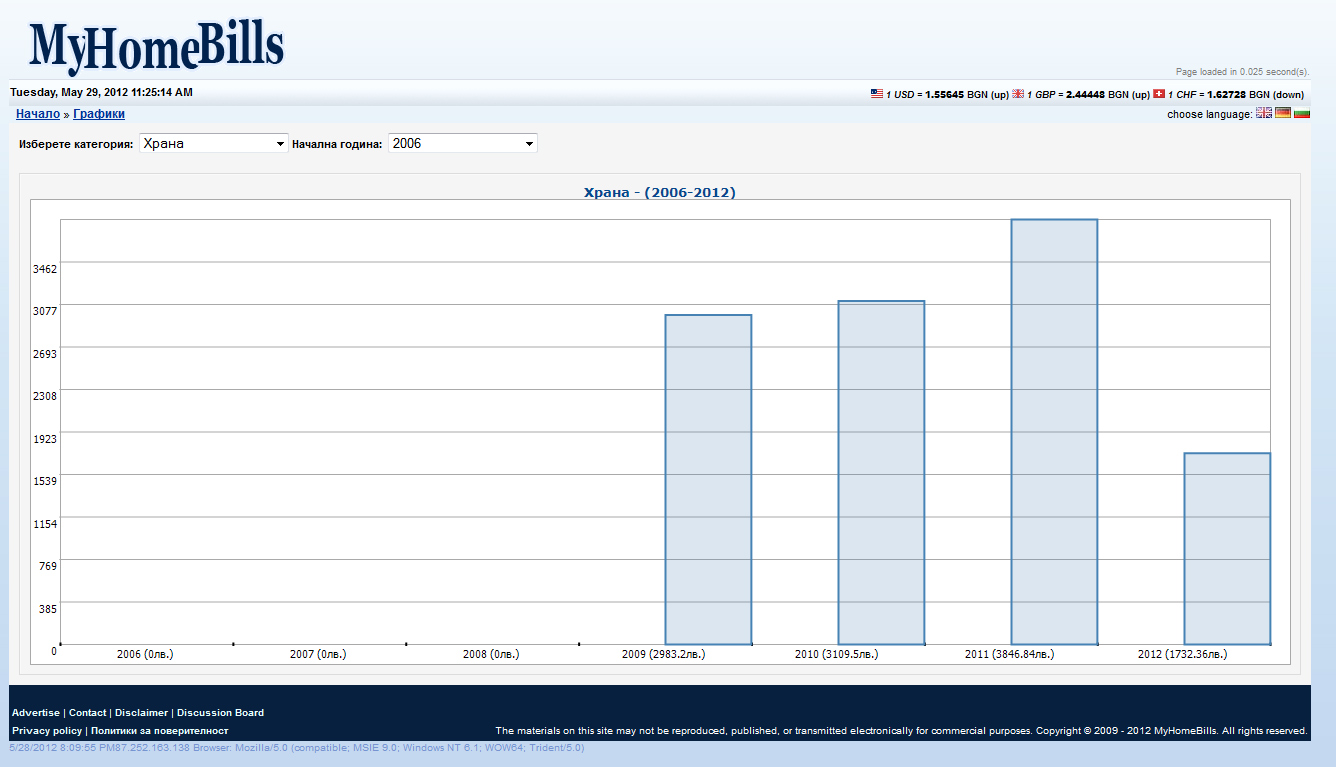 MyHomeBills
Page loaded in 0.025 second(s).
Tuesday, May 29, 2012 11:25:14 AM
1 USD = 1.55645 BGN (up) 1 GBP = 2.44448 BGN (up) 1 CHF = 1.62728 BGN (down)
Начало » Графики
choose language:
Изберете категория: Храна Начална година: 2006
Храна - (2006-2012)
3462
3077
2693
2308
1923
1539
1154
769
385
0
2006 (0лв.) 2007 (0лв.) 2008 (0лв.) 2009 (2983.2лв.) 2010 (3109.5лв.) 2011 (3846.84лв.) 2012 (1732.36лв.)
Advertise | Contact | Disclaimer | Discussion Board
Privacy policy | Политики за поверителност
The materials on this site may not be reproduced, published, or transmitted electronically for commercial purposes. Copyright © 2009 - 2012 MyHomeBills. All rights reserved.
5/28/2012 8:09:55 PM87.252.163.138 Browser: Mozilla/5.0 (compatible; MSIE 9.0; Windows NT 6.1; WOW64; Trident/5.0)